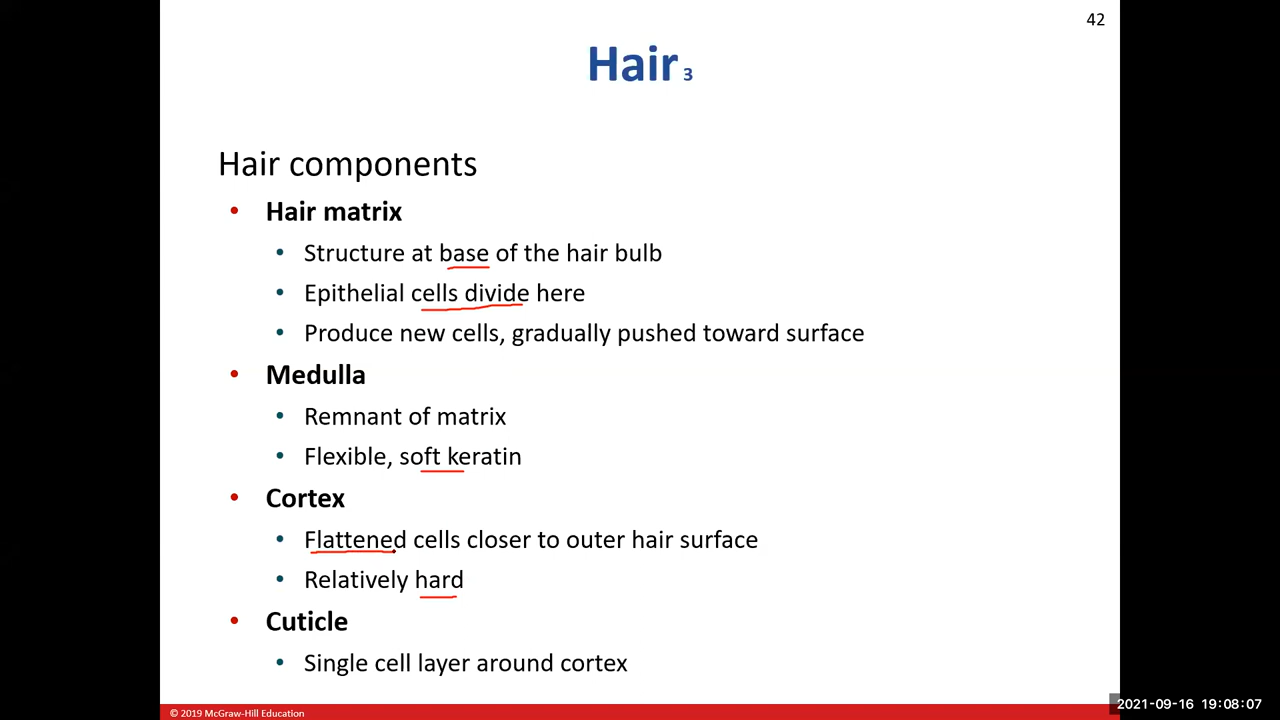 42
Hair 3
Hair components
• Hair matrix
• Structure at base of the hair bulb
• Epithelial cells divide here
• Produce new cells, gradually pushed toward surface
• Medulla
• Remnant of matrix
• Flexible, soft keratin
• Cortex
• Flattened cells closer to outer hair surface
• Relatively hard
• Cuticle
• Single cell layer around cortex
© 2019 McGraw-Hill Education
2021-09-16 19:08:07